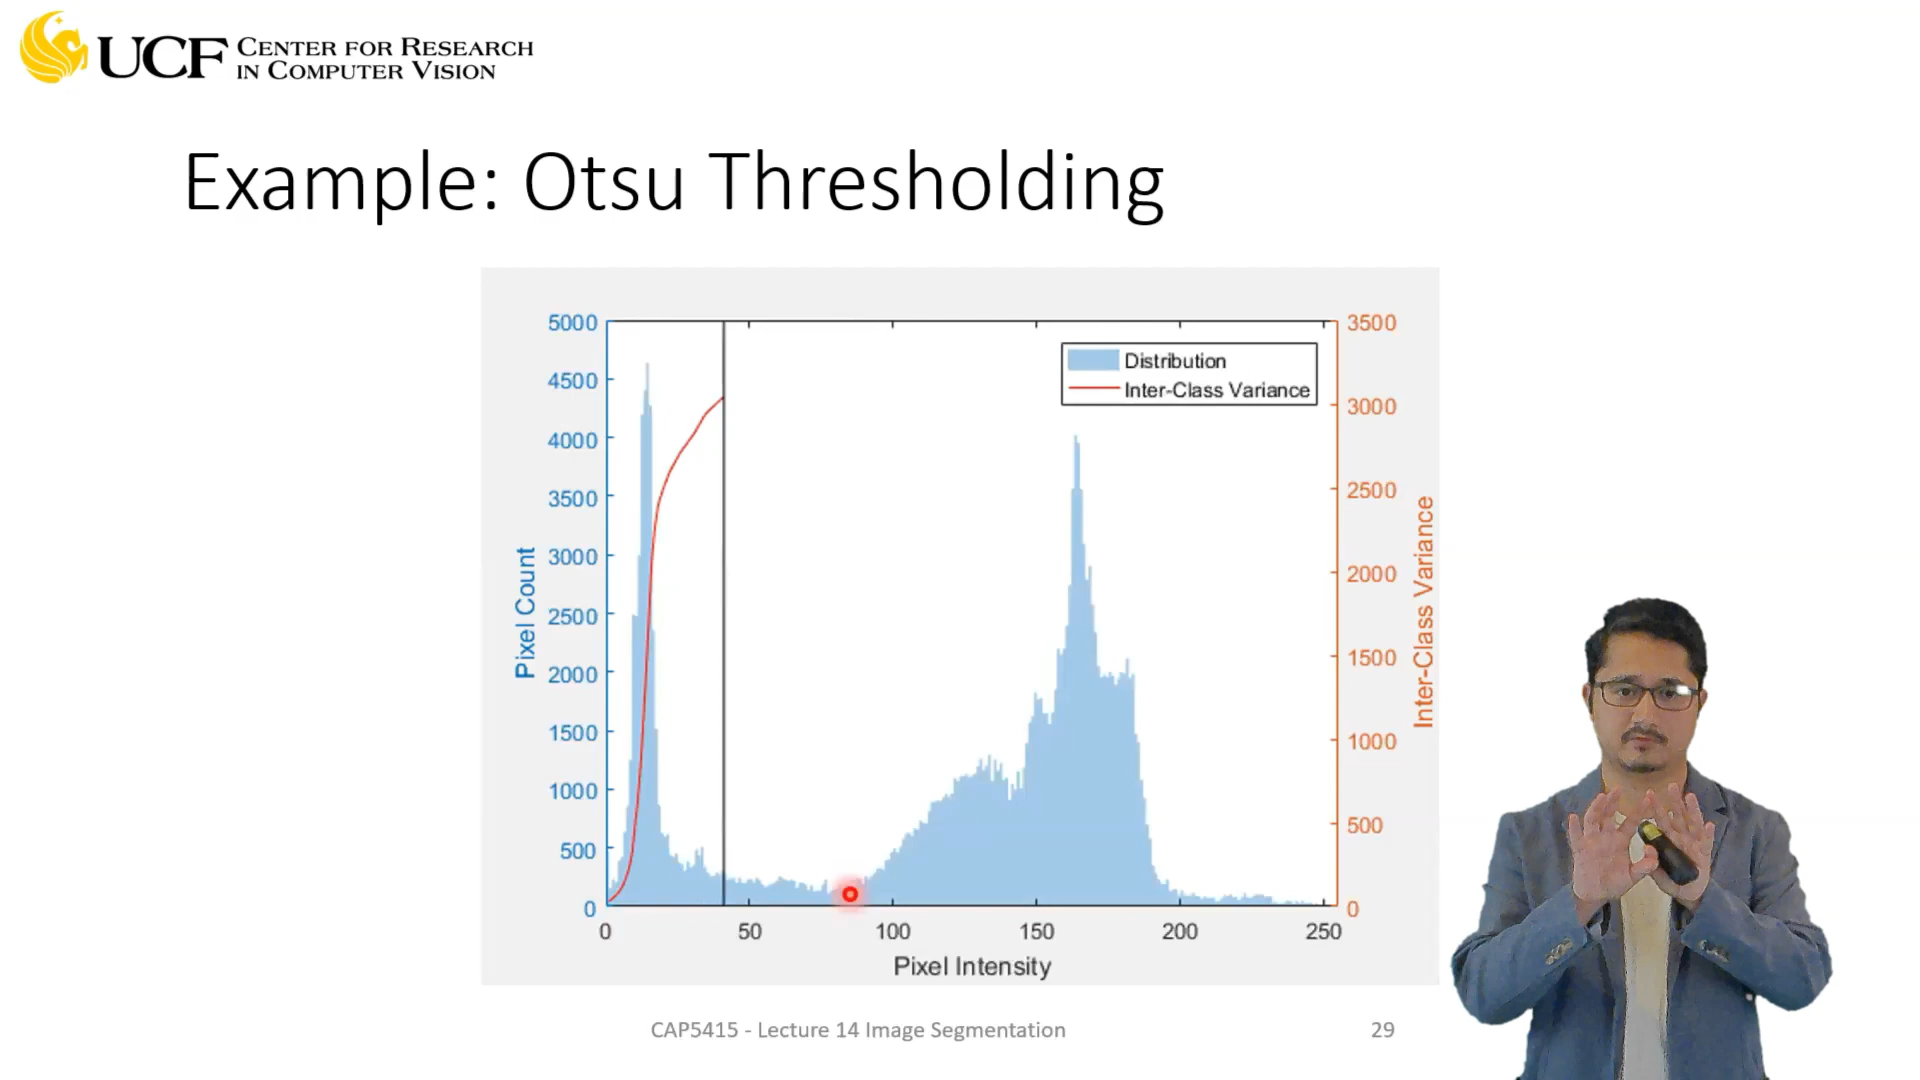 UCF CENTER FOR RESEARCH
IN COMPUTER VISION
Example: Otsu Thresholding
5000
4500
4000
3500
3000
2500
2000
1500
1000
500
0
Pixel Count
Distribution
Inter-Class Variance
3500
3000
2500
2000
1500
1000
500
0
Inter-Class Variance
0 50 100 150 200 250
Pixel Intensity
CAP5415 - Lecture 14 Image Segmentation
29